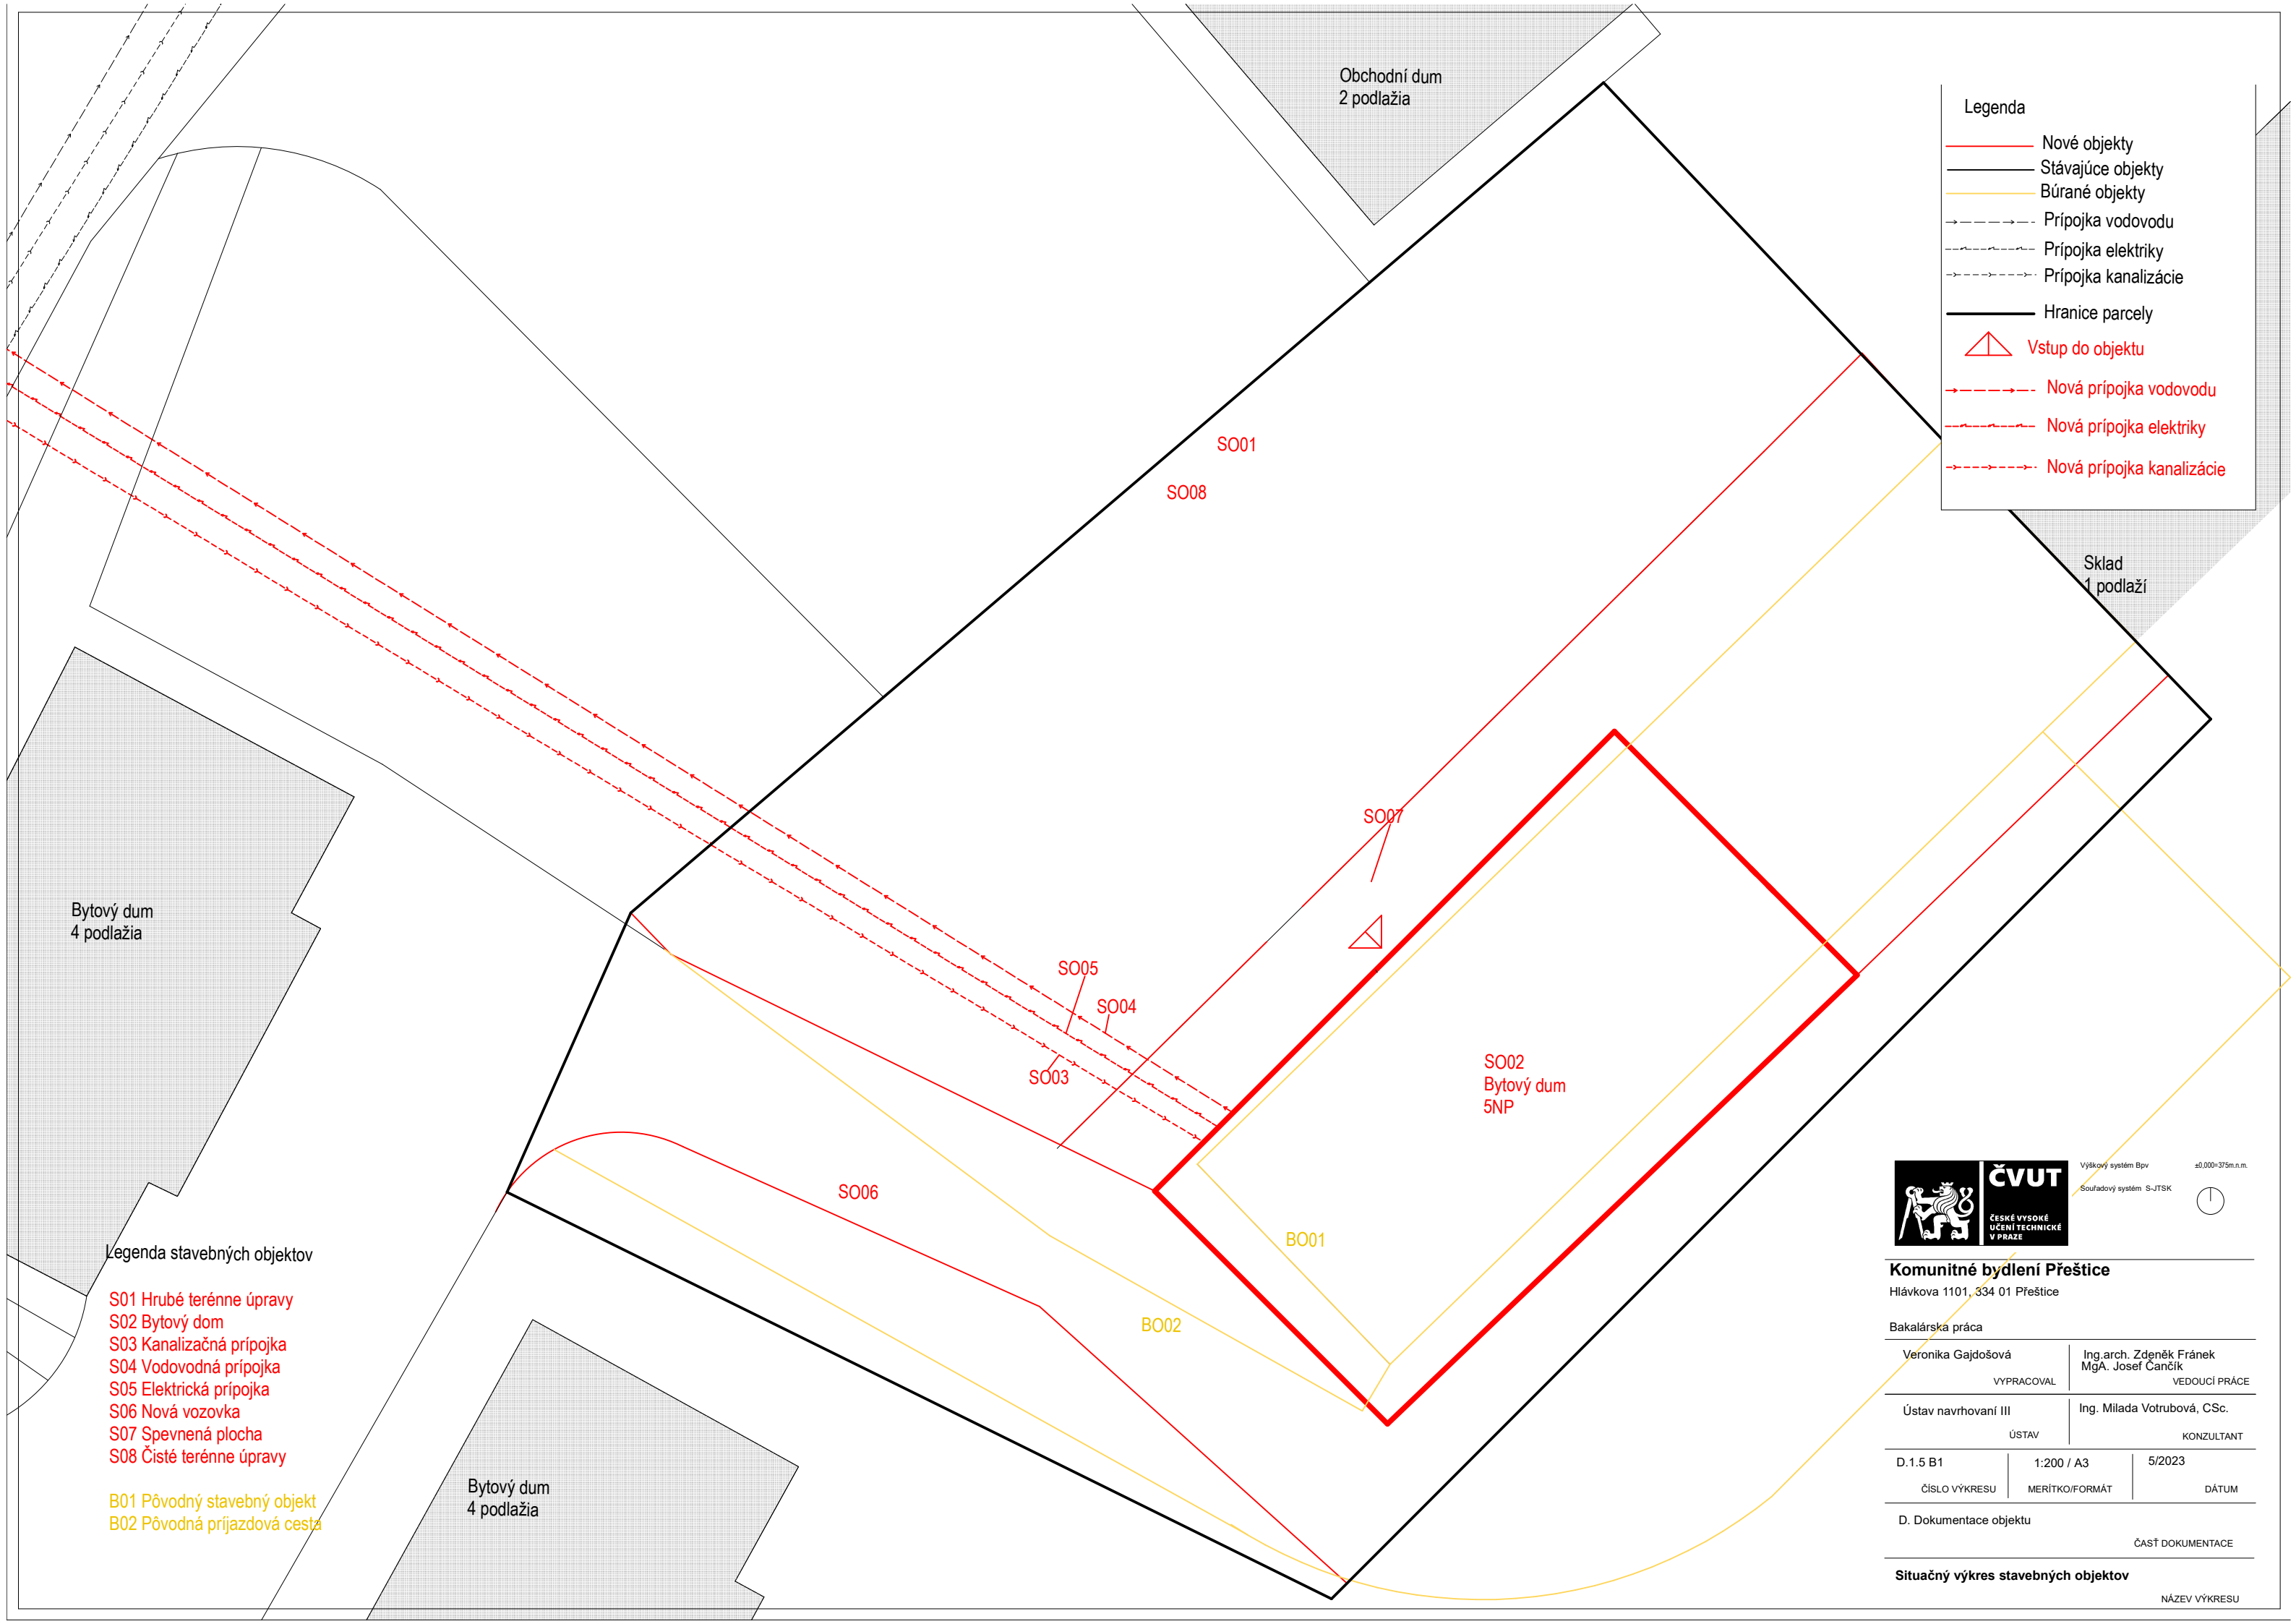 Obchodní dum
2 podlažia
Legenda
Nové objekty
Stávajúce objekty
Búrané objekty
Prípojka vodovodu
Prípojka elektriky
Prípojka kanalizácie
Hranice parcely
Vstup do objektu
Nová prípojka vodovodu
Nová prípojka elektriky
Nová prípojka kanalizácie
SO01
SO08
Sklad
1 podlaží
SO07
Bytový dum
4 podlažia
SO05
SO04
SO03
SO02
Bytový dum
5NP
SO06
BO01
BO02
Legenda stavebných objektov
S01 Hrubé terénne úpravy
S02 Bytový dom
S03 Kanalizačná prípojka
S04 Vodovodná prípojka
S05 Elektrická prípojka
S06 Nová vozovka
S07 Spevnená plocha
S08 Čisté terénne úpravy
B01 Pôvodný stavebný objekt
B02 Pôvodná príjazdová cesta
Bytový dum
4 podlažia
ČVUT
ČESKÉ VYSOKÉ
UČENÍ TECHNICKÉ
V PRAZE
Výškový systém Bpv ±0,000=375m.n.m.
Souřadový systém S-JTSK
Komunitné bydlení Přeštice
Hlávkova 1101, 334 01 Přeštice
Bakalárska práca
Veronika Gajdošová
VYPRACOVAL
Ing.arch. Zdeněk Fránek
MgA. Josef Čančík
VEDOUCÍ PRÁCE
Ústav navrhovaní III
ÚSTAV
Ing. Milada Votrubová, CSc.
KONZULTANT
D.1.5 B1
ČÍSLO VÝKRESU
1:200 / A3
MERÍTKO/FORMÁT
5/2023
DÁTUM
D. Dokumentace objektu
ČASŤ DOKUMENTACE
Situačný výkres stavebných objektov
NÁZEV VÝKRESU